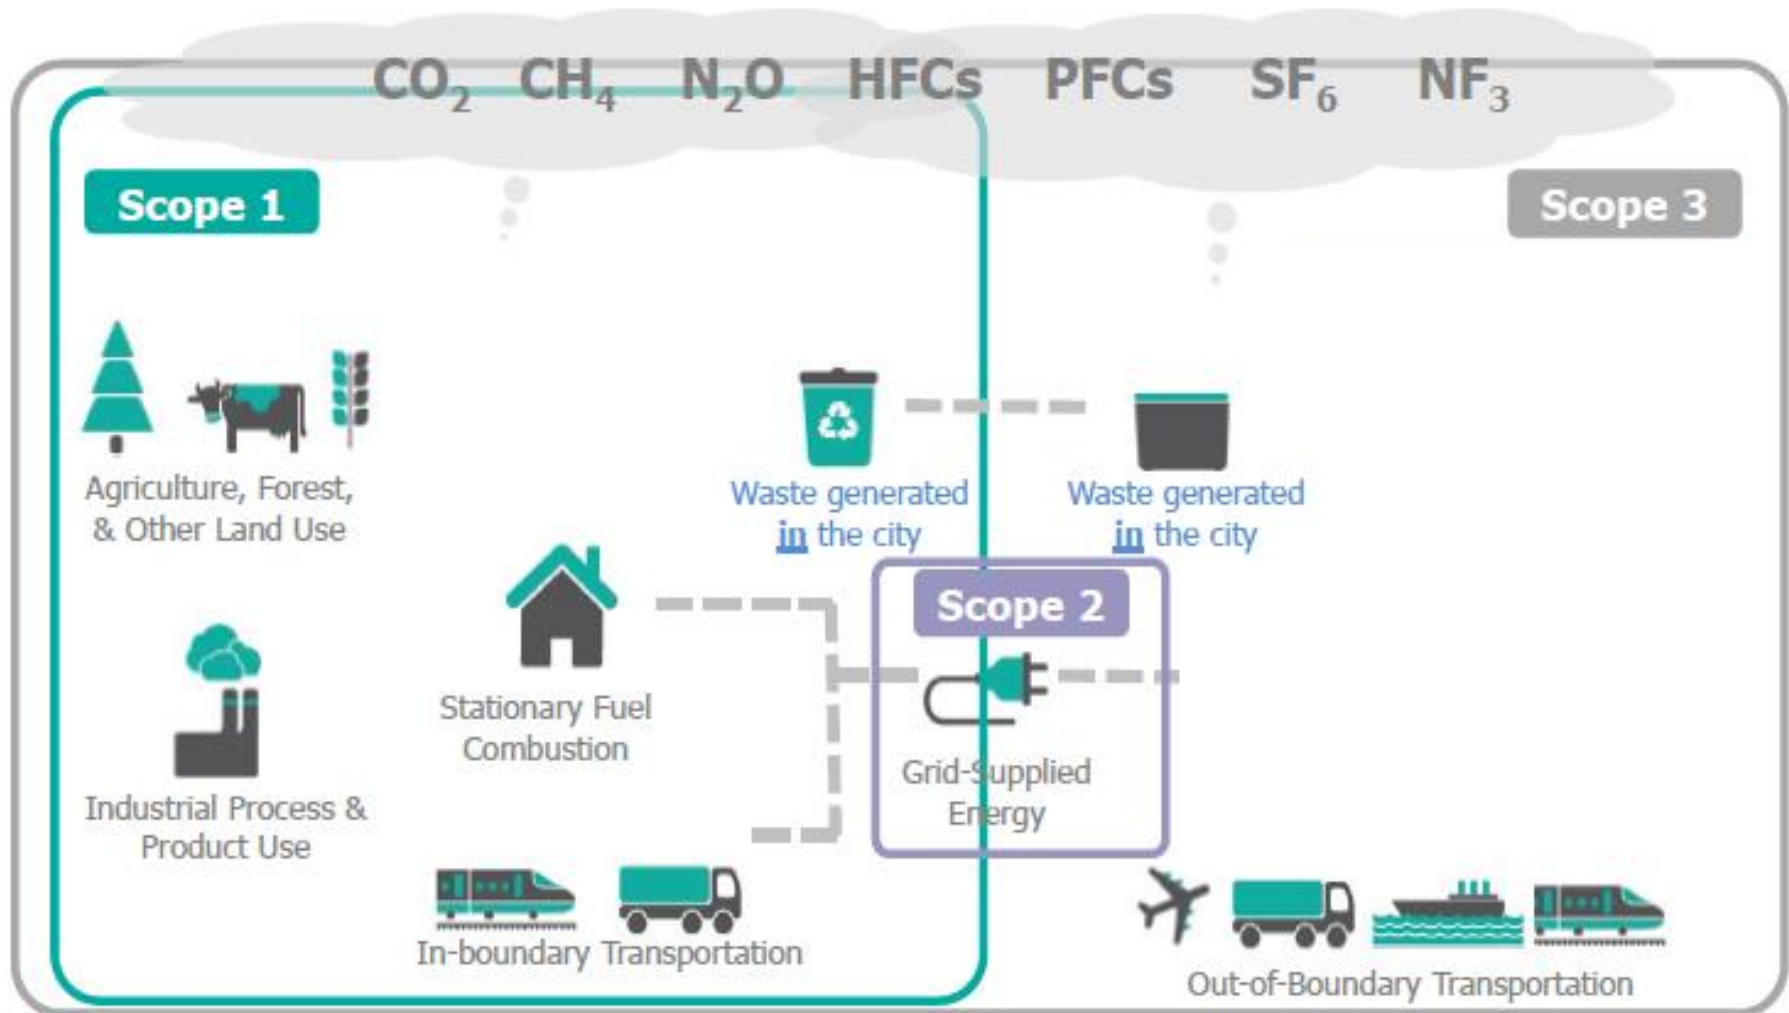 CO₂ CH₄ N₂O HFCs PFCs SF₆ NF₃
Scope 1
Scope 3
Agriculture, Forest,
& Other Land Use
Waste generated
in the city
Waste generated
in the city
Scope 2
Stationary Fuel
Combustion
Grid-Supplied
Energy
Industrial Process &
Product Use
In-boundary Transportation
Out-of-Boundary Transportation